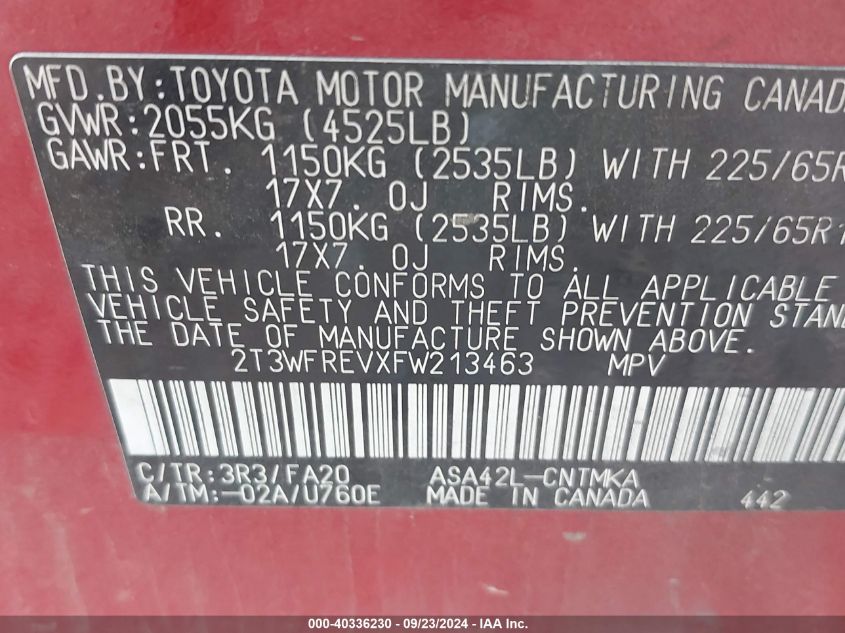 MFD.BY:TOYOTA MOTOR MANUFACTURING CANADA
GVWR:2055KG (4525LB)
GAWR:FRT. 1150KG (2535LB) WITH 225/65R
17X7.0J RIMS.
RR. 1150KG (2535LB) WITH 225/65R1
17X7.0J RIMS.
THIS VEHICLE CONFORMS TO ALL APPLICABLE
VEHICLE SAFETY AND THEFT PREVENTION STAN
THE DATE OF MANUFACTURE SHOWN ABOVE.
2T3WFREVXFW213463 MPV
C/TR:3R3/FA20 ASA42L-CNTMKA
A/TM:-02A/U760E MADE IN CANADA 442
000-40336230 - 09/23/2024 - IAA Inc.